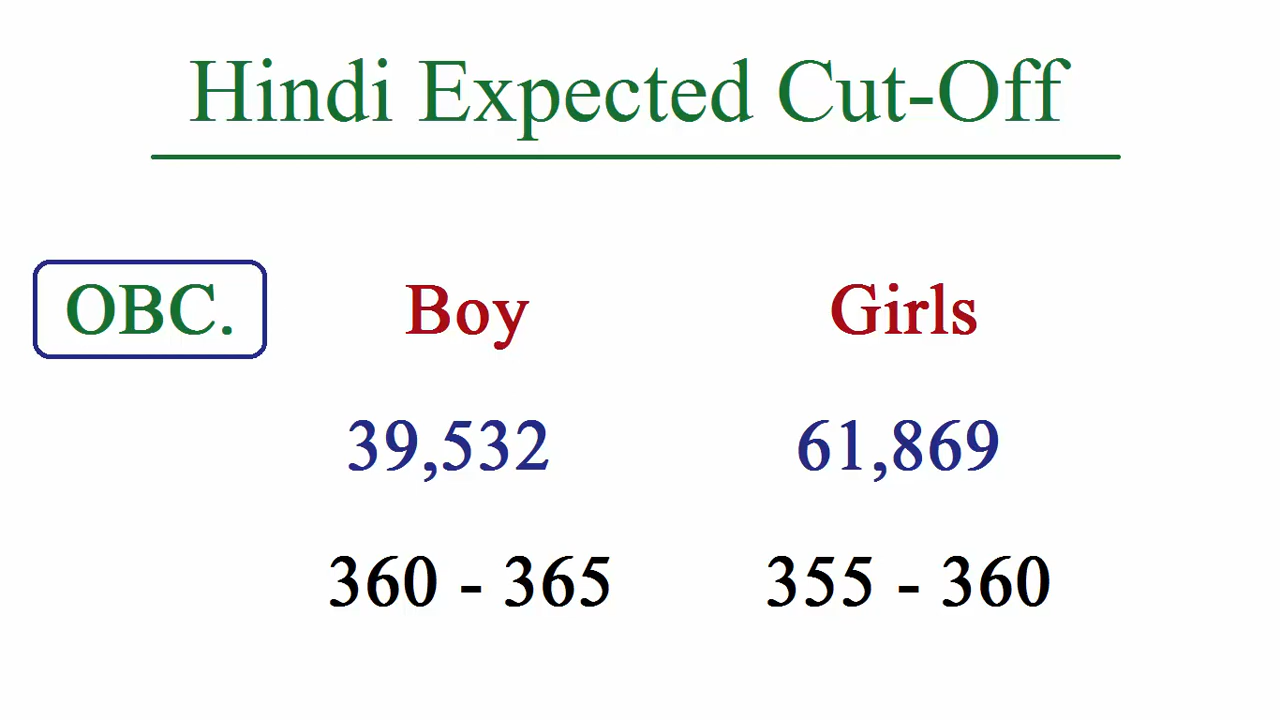 Hindi Expected Cut-Off
OBC. Boy Girls
39,532 61,869
360 - 365 355 - 360